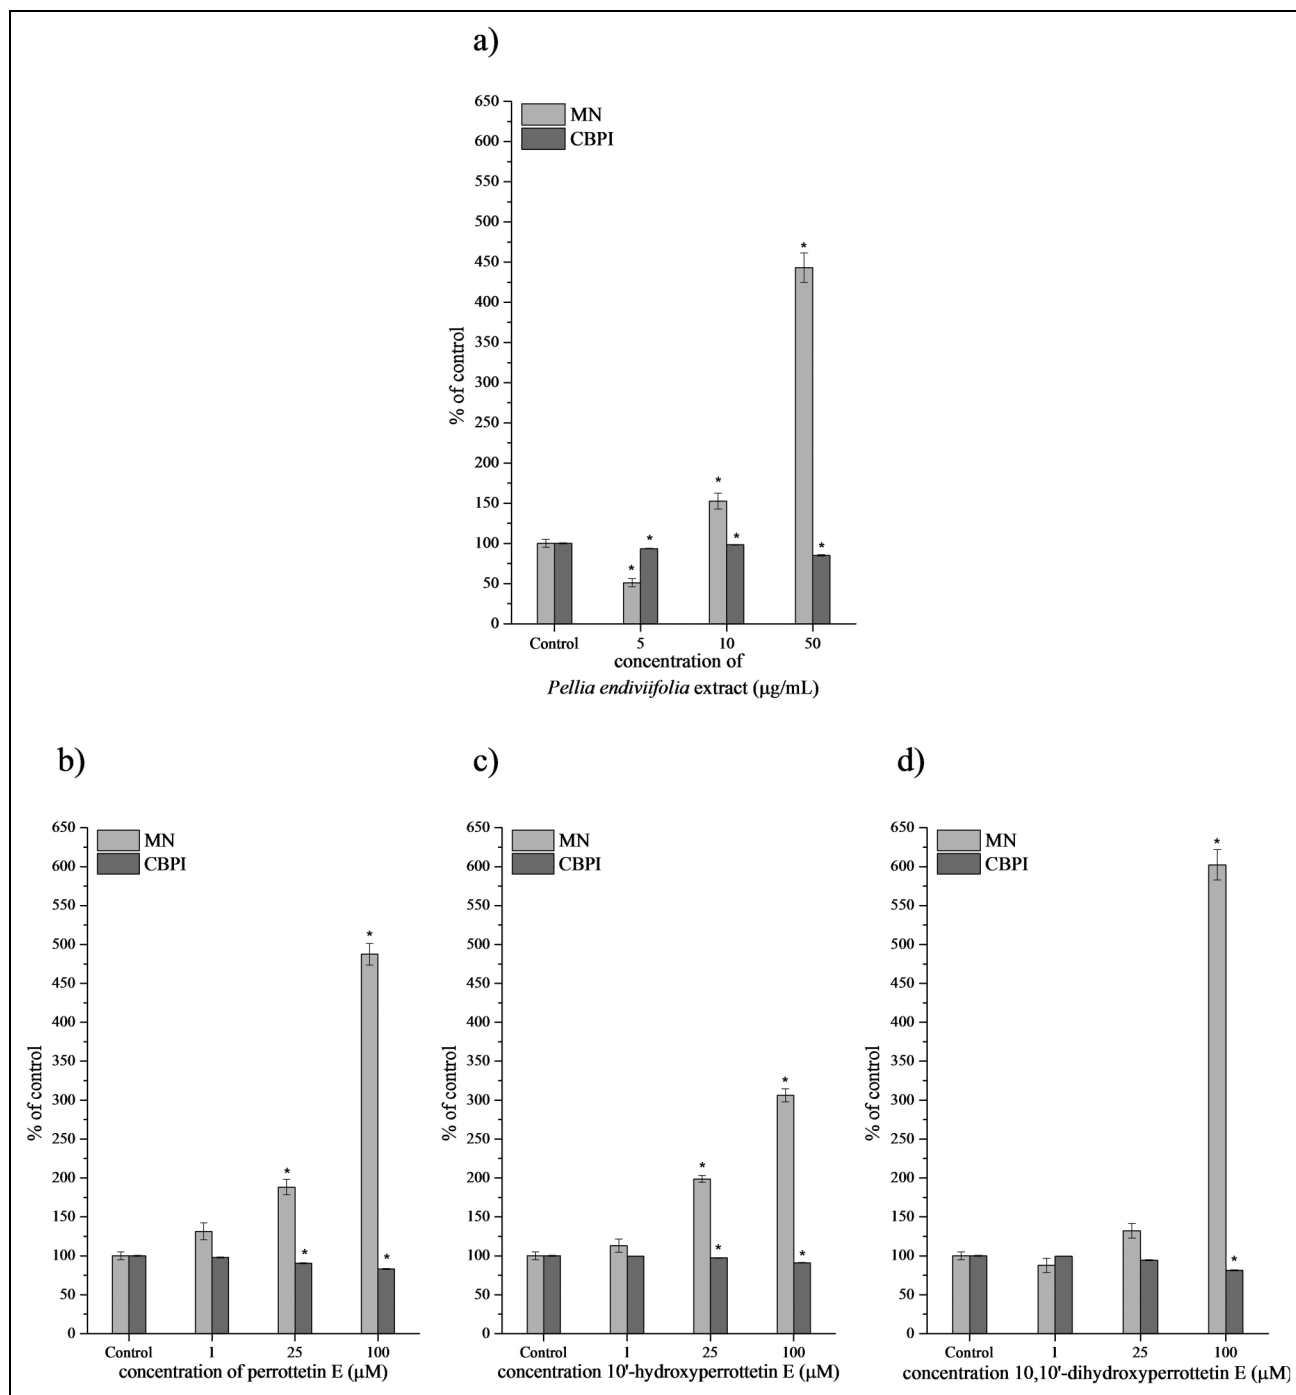 a)
650
600
550
500
450
400
350
300
250
200
150
100
50
0
% of control
MN
CBPI
*
*
*
*
*
*
Control 5 10 50
concentration of
Pellia endiviifolia extract (μg/mL)
b)
650
600
550
500
450
400
350
300
250
200
150
100
50
0
% of control
MN
CBPI
*
*
*
*
Control 1 25 100
concentration of perrottetin E (μM)
c)
650
600
550
500
450
400
350
300
250
200
150
100
50
0
% of control
MN
CBPI
*
*
*
*
Control 1 25 100
concentration 10'-hydroxyperrottetin E (μM)
d)
650
600
550
500
450
400
350
300
250
200
150
100
50
0
% of control
MN
CBPI
*
*
Control 1 25 100
concentration 10,10'-dihydroxyperrottetin E (μM)